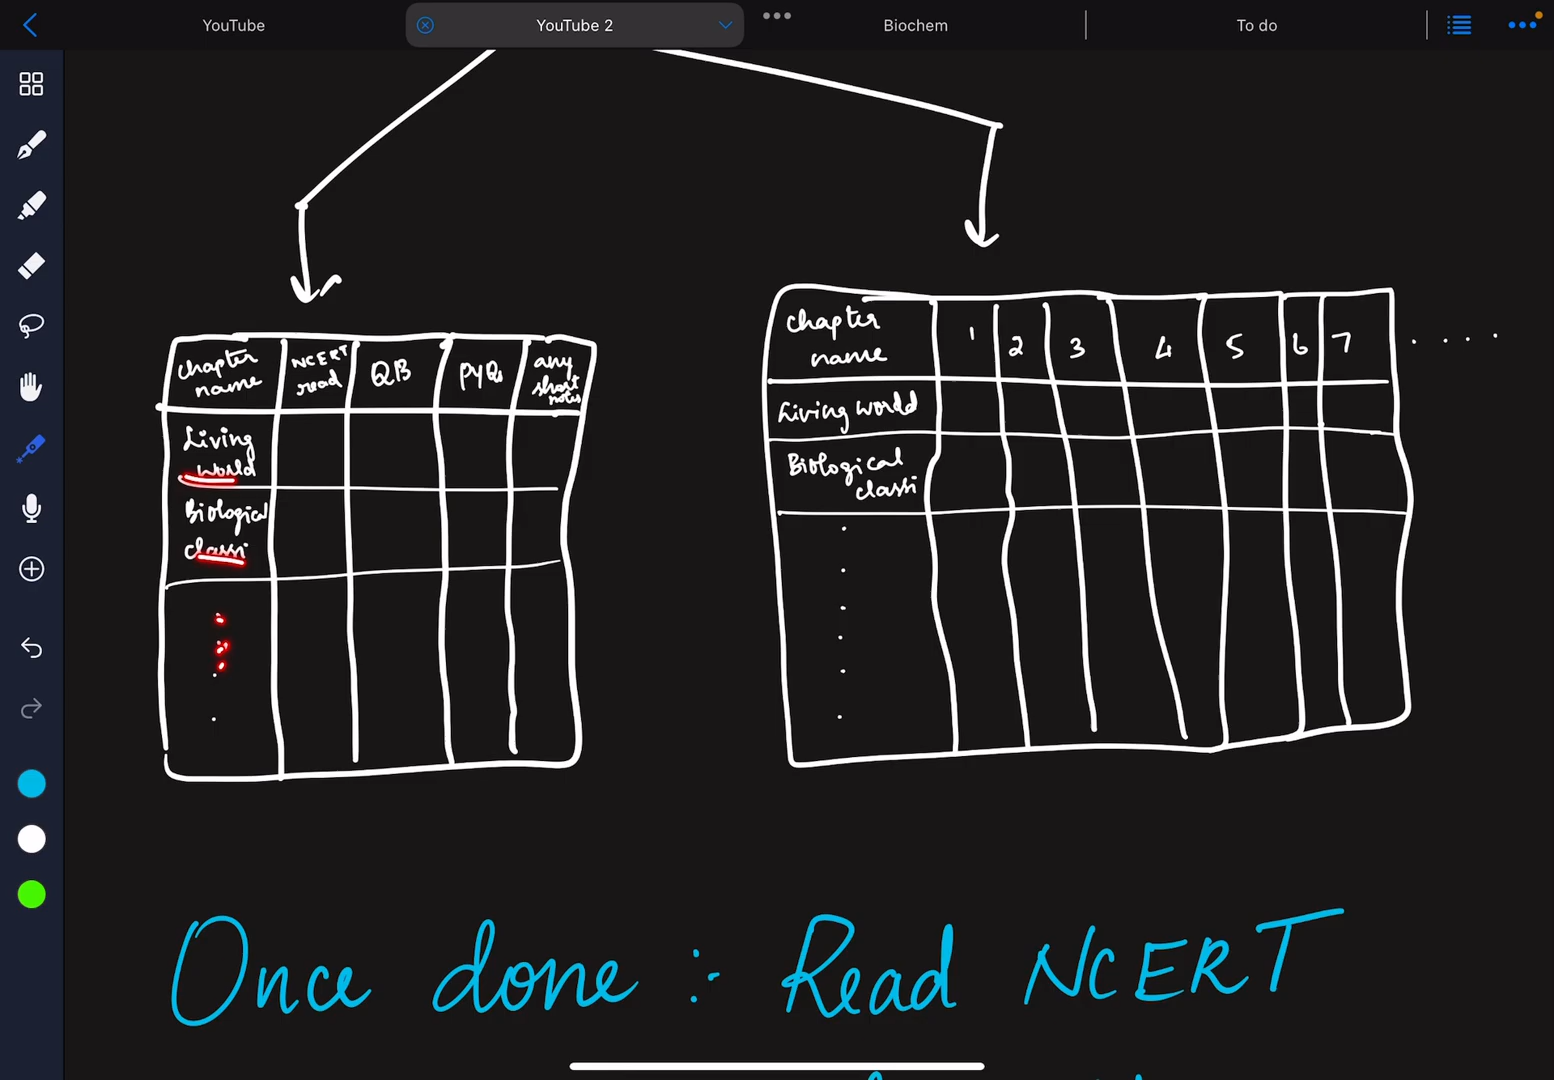 YouTube
YouTube 2
Biochem
To do
chapter
name
NCERT
read
QB
PYQs
any
short
notes
Living
world
Biological
classi
chapter
name
1
2
3
4
5
6
7
. . . . .
Living world
Biological
classi
Once done :- Read NCERT